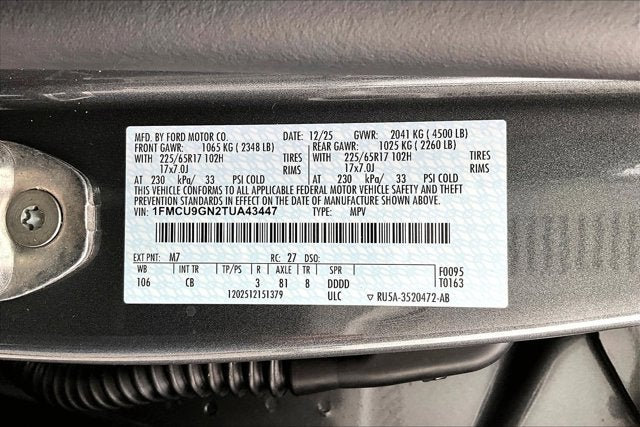 MFD. BY FORD MOTOR CO. 12/25 GVWR: 2041 KG ( 4500 LB)
FRONT GAWR: 1065 KG ( 2348 LB) REAR GAWR: 1025 KG ( 2260 LB)
WITH 225/65R17 102H TIRES WITH 225/65R17 102H TIRES
17x7.0J RIMS 17x7.0J RIMS
AT 230 kPa/ 33 PSI COLD AT 230 kPa/ 33 PSI COLD
THIS VEHICLE CONFORMS TO ALL APPLICABLE FEDERAL MOTOR VEHICLE SAFETY AND THEFT
PREVENTION STANDARDS IN EFFECT ON THE DATE OF MANUFACTURE SHOWN ABOVE.
VIN: 1FMCU9GN2TUA43447 TYPE: MPV
EXT PNT: M7 RC: 27 DSO:
WB INT TR TP/PS R AXLE TR SPR F0095
106 CB 3 81 8 DDDD T0163
1202512151379 ULC RU5A-3520472-AB